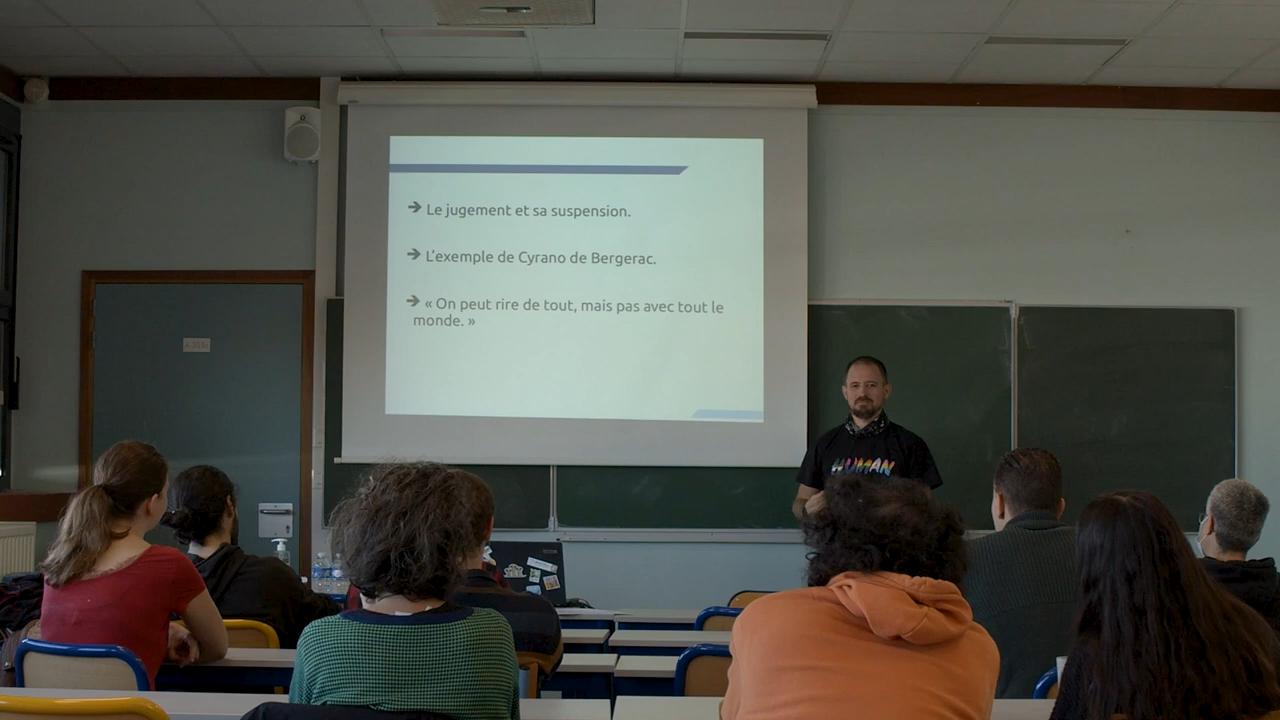 ➔ Le jugement et sa suspension.
➔ L'exemple de Cyrano de Bergerac.
➔ « On peut rire de tout, mais pas avec tout le
monde. »
HUMAN